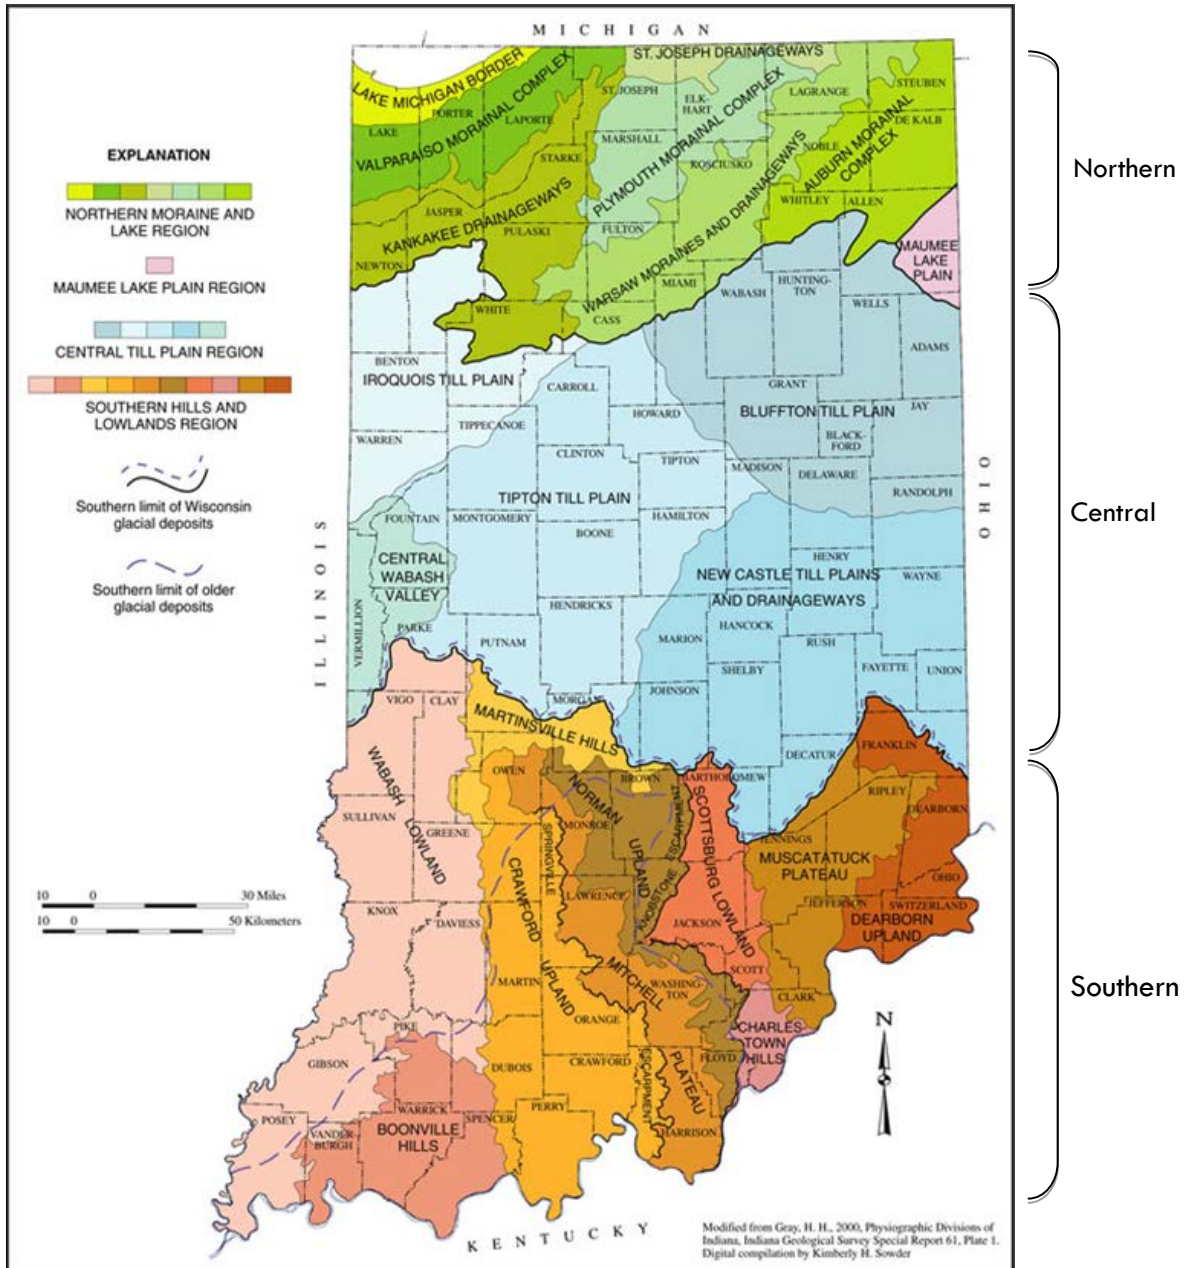 MICHIGAN
LAKE MICHIGAN BORDER
ST. JOSEPH DRAINAGEWAYS
STEUBEN
LAGRANGE
ST. JOSEPH
ELK-
HART
PORTER
LAPORTE
LAKE
VALPARAISO MORAINAL COMPLEX
PLYMOUTH MORAINAL COMPLEX
DE KALB
MARSHALL
NOBLE
AUBURN MORAINAL
COMPLEX
STARKE
KOSCIUSKO
WHITLEY
ALLEN
JASPER
KANKAKEE DRAINAGEWAYS
PULASKI
FULTON
WARSAW MORAINES AND DRAINAGEWAYS
MAUMEE
LAKE
PLAIN
NEWTON
MIAMI
WABASH
HUNTING-
TON
WELLS
WHITE
CASS
ADAMS
BENTON
IROQUOIS TILL PLAIN
CARROLL
GRANT
HOWARD
BLUFFTON TILL PLAIN
JAY
TIPPECANOE
WARREN
BLACK-
FORD
CLINTON
TIPTON
MADISON
DELAWARE
RANDOLPH
TIPTON TILL PLAIN
FOUNTAIN
MONTGOMERY
HAMILTON
BOONE
CENTRAL
WABASH
VALLEY
HENRY
NEW CASTLE TILL PLAINS
AND DRAINAGEWAYS
WAYNE
HENDRICKS
VERMILLION
PARKE
PUTNAM
MARION
HANCOCK
RUSH
SHELBY
FAYETTE
UNION
JOHNSON
MORGAN
VIGO
CLAY
MARTINSVILLE HILLS
DECATUR
FRANKLIN
OWEN
BROWN
BARTHOLOMEW
WABASH LOWLAND
NORMAN UPLAND
RIPLEY
DEARBORN
SULLIVAN
GREENE
MONROE
SPRINGVILLE
KNOBSTONE ESCARPMENT
SCOTTSBURG LOWLAND
JENNINGS
MUSCATATUCK
PLATEAU
CRAWFORD UPLAND
LAWRENCE
OHIO
KNOX
DAVIESS
JACKSON
JEFFERSON
SWITZERLAND
DEARBORN
UPLAND
MARTIN
MITCHELL PLATEAU
WASHING-
TON
SCOTT
CLARK
ORANGE
PIKE
CHARLES
TOWN
HILLS
GIBSON
DUBOIS
CRAWFORD
ESCARPMENT
FLOYD
POSEY
VANDER
BURGH
WARRICK
SPENCER
PERRY
BOONVILLE
HILLS
HARRISON
ILLINOIS
OHIO
KENTUCKY
N
EXPLANATION
NORTHERN MORAINE AND
LAKE REGION
MAUMEE LAKE PLAIN REGION
CENTRAL TILL PLAIN REGION
SOUTHERN HILLS AND
LOWLANDS REGION
Southern limit of Wisconsin
glacial deposits
Southern limit of older
glacial deposits
10 0 30 Miles
10 0 50 Kilometers
Modified from Gray, H. H., 2000, Physiographic Divisions of
Indiana, Indiana Geological Survey Special Report 61, Plate 1.
Digital compilation by Kimberly H. Sowder
Northern
Central
Southern